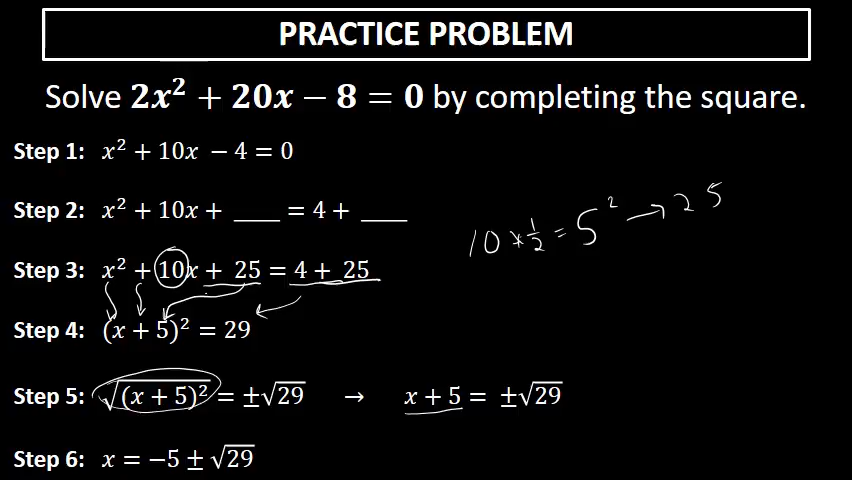 PRACTICE PROBLEM
Solve 2x² + 20x − 8 = 0 by completing the square.
Step 1: x² + 10x − 4 = 0
Step 2: x² + 10x + ____ = 4 + ____
10 * 1/2 = 5² → 25
Step 3: x² + 10x + 25 = 4 + 25
Step 4: (x + 5)² = 29
Step 5: √(x + 5)² = ±√29 → x + 5 = ±√29
Step 6: x = −5 ± √29